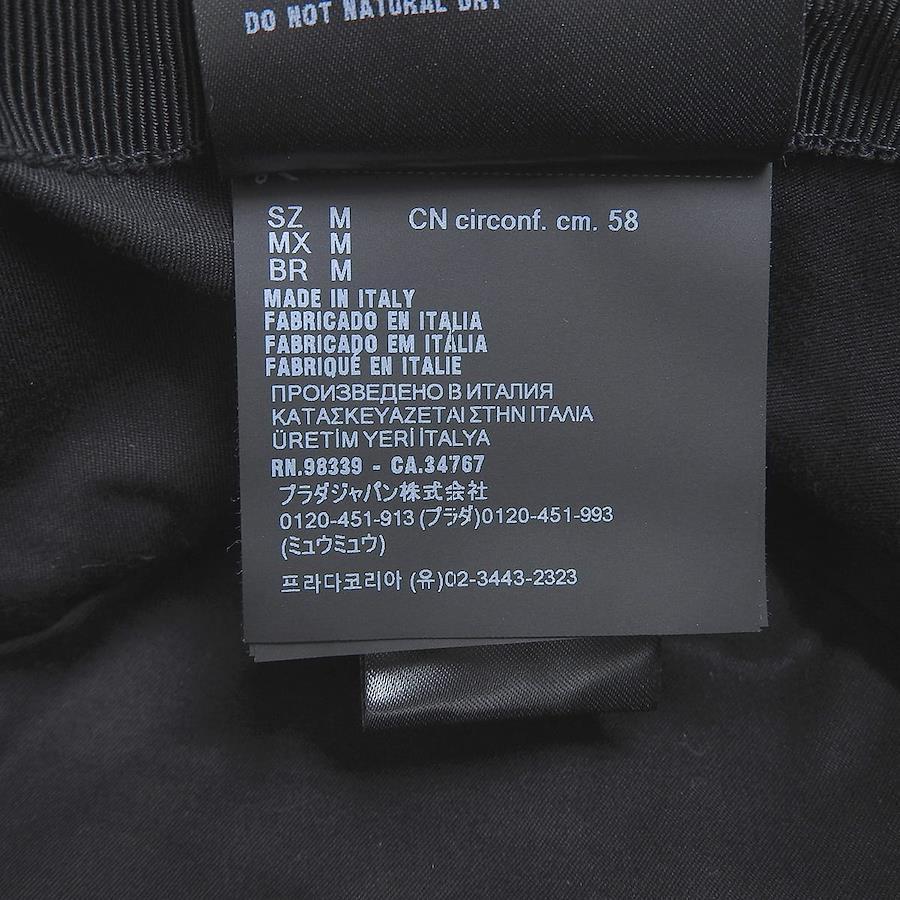 DO NOT NATURAL DRY
SZ M CN circonf. cm. 58
MX M
BR M
MADE IN ITALY
FABRICADO EN ITALIA
FABRICADO EM ITÁLIA
FABRIQUÉ EN ITALIE
ПРОИЗВЕДЕНО В ИТАЛИЯ
ΚΑΤΑΣΚΕΥΑΖΕΤΑΙ ΣΤΗΝ ΙΤΑΛΙΑ
ÜRETİM YERİ İTALYA
RN.98339 - CA.34767
プラダジャパン株式会社
0120-451-913 (プラダ)0120-451-993
(ミュウミュウ)
프라다코리아 (유)02-3443-2323